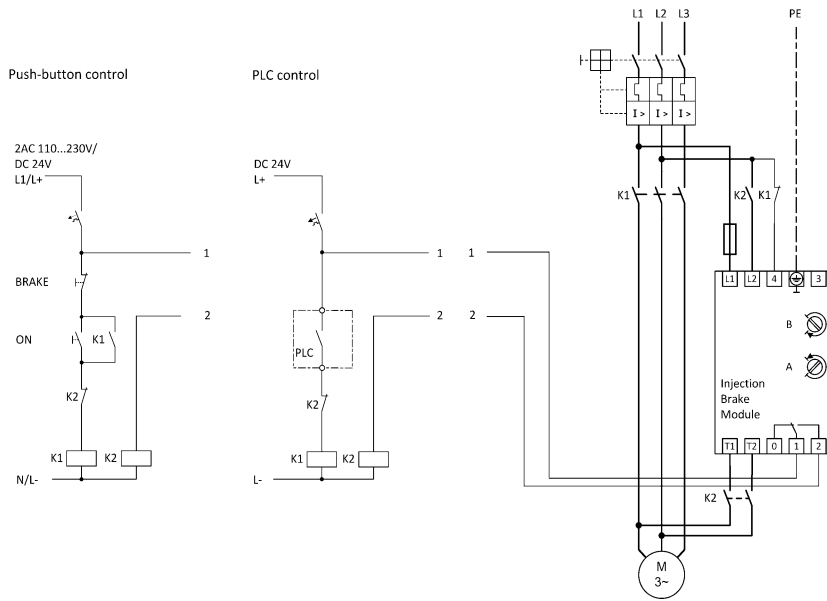 L1 L2 L3 PE
Push-button control
PLC control
I > I > I >
2AC 110...230V/
DC 24V
L1/L+
DC 24V
L+
K1 K2 K1
1 1 1
BRAKE
L1 L2 4 3
2 2 2
B
ON K1
PLC
A
Injection
Brake
Module
K2 K2
T1 T2 0 1 2
K1 K2 K1 K2
N/L- L-
K2
M
3~